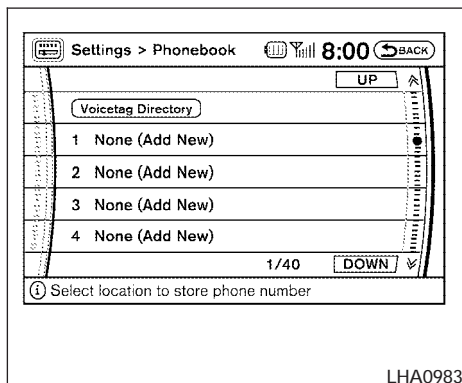 Settings > Phonebook 8:00 BACK
UP
Voicetag Directory
1 None (Add New)
2 None (Add New)
3 None (Add New)
4 None (Add New)
1/40 DOWN
i Select location to store phone number
LHA0983